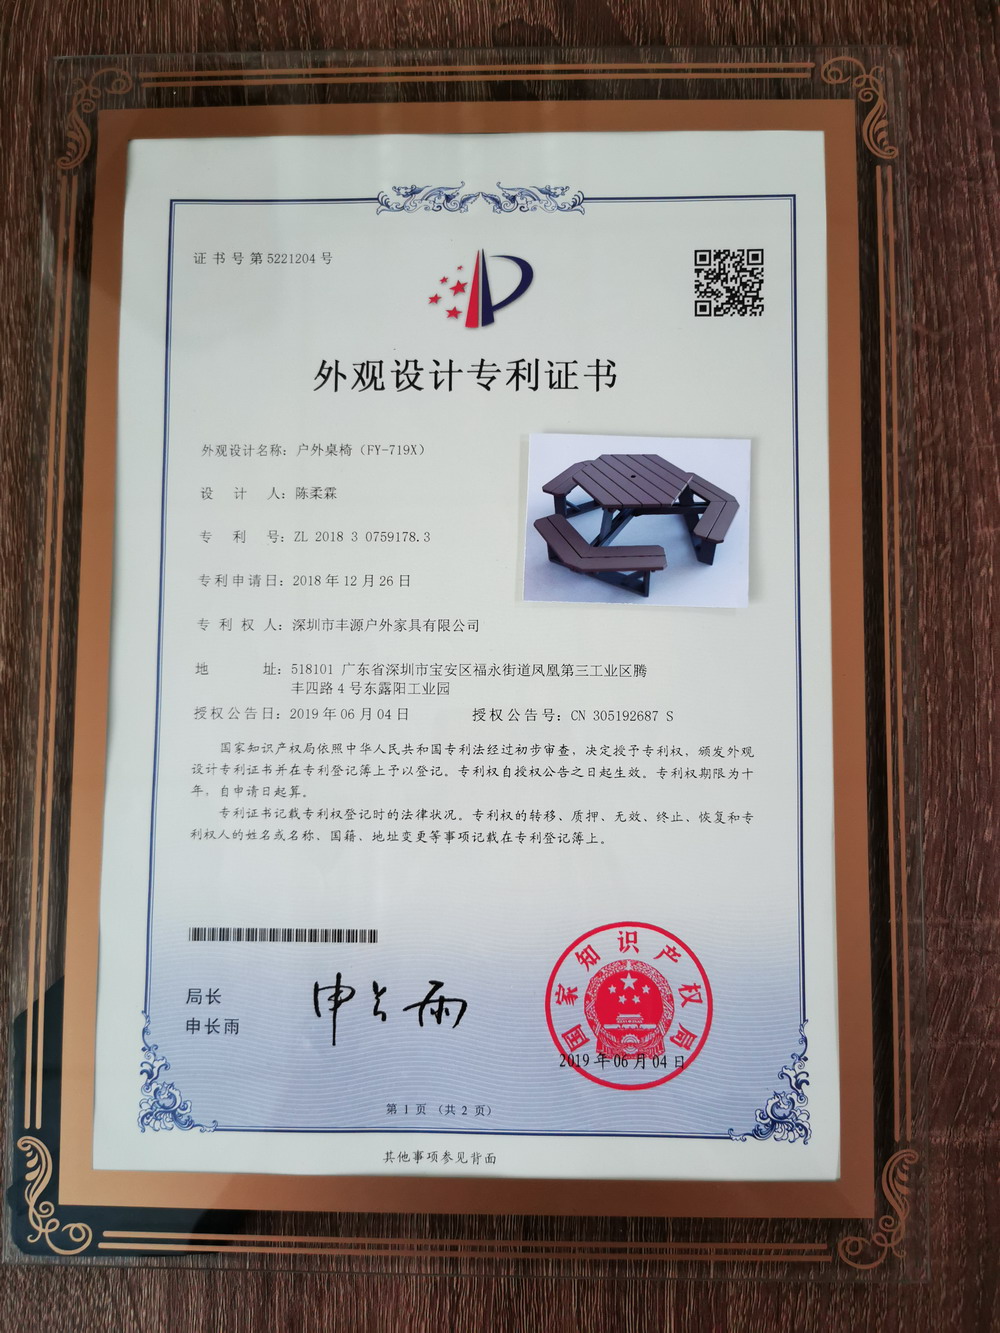 证书号第5221204号
外观设计专利证书
外观设计名称：户外桌椅（FY-719X）
设计人：陈柔霖
专利号：ZL 2018 3 0759178.3
专利申请日：2018年12月26日
专利权人：深圳市丰源户外家具有限公司
地址：518101 广东省深圳市宝安区福永街道凤凰第三工业区腾
丰四路4号东露阳工业园
授权公告日：2019年06月04日 授权公告号：CN 305192687 S
国家知识产权局依照中华人民共和国专利法经过初步审查，决定授予专利权，颁发外观
设计专利证书并在专利登记簿上予以登记。专利权自授权公告之日起生效。专利权期限为十
年，自申请日起算。
专利证书记载专利权登记时的法律状况。专利权的转移、质押、无效、终止、恢复和专
利权人的姓名或名称、国籍、地址变更等事项记载在专利登记簿上。
局长
申长雨
申长雨
国家知识产权局
2019年06月04日
第1页（共2页）
其他事项参见背面